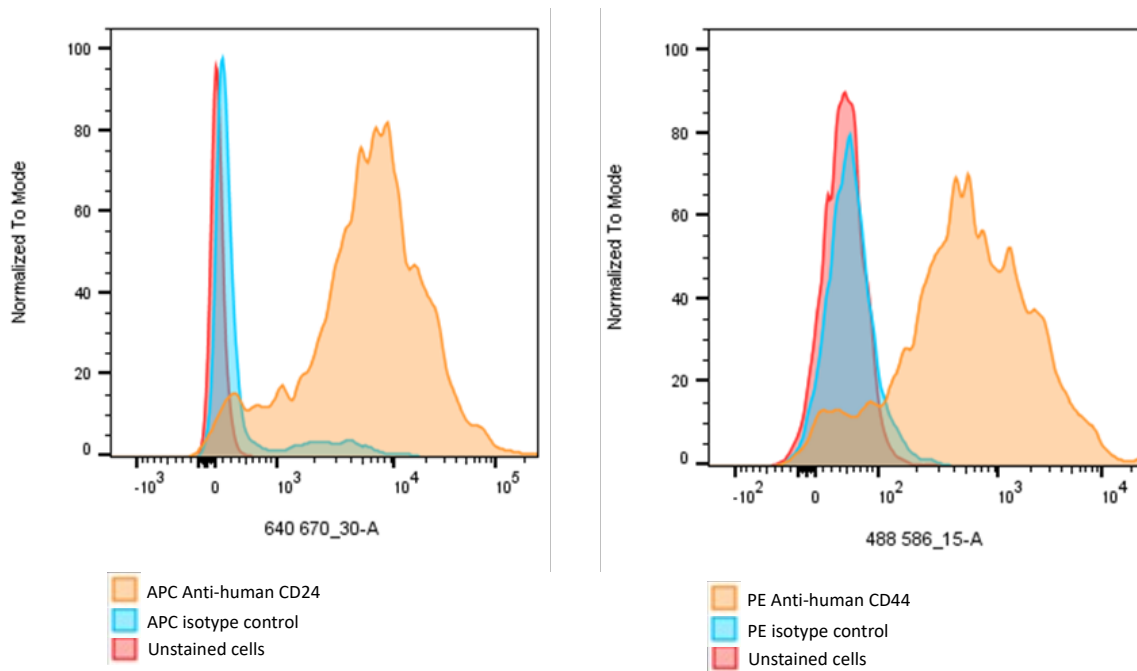 Normalized To Mode
100
80
60
40
20
0
-10³ 0 10³ 10⁴ 10⁵
640 670_30-A
APC Anti-human CD24
APC isotype control
Unstained cells
Normalized To Mode
100
80
60
40
20
0
-10² 0 10² 10³ 10⁴
488 586_15-A
PE Anti-human CD44
PE isotype control
Unstained cells